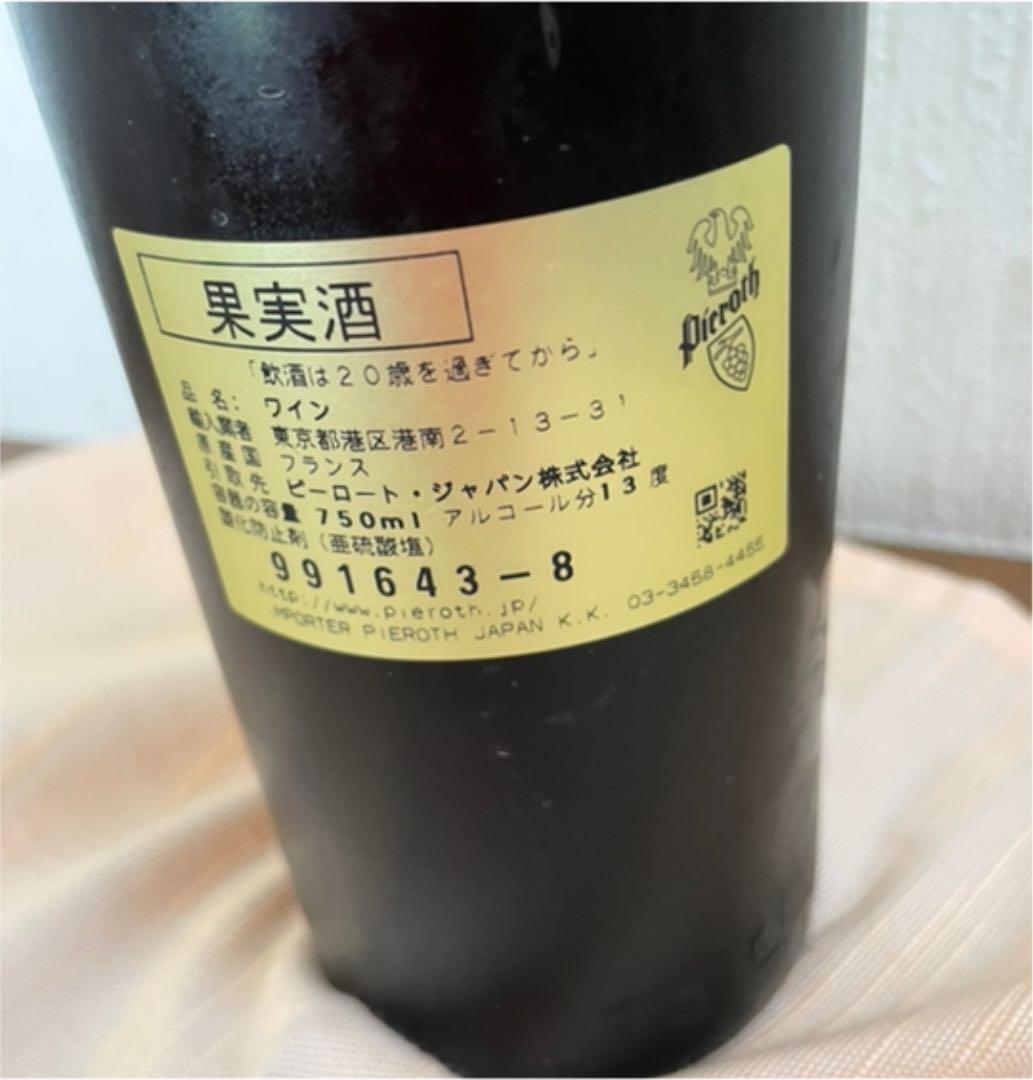 果実酒
Pieroth
「飲酒は20歳を過ぎてから」
品 名: ワイン
輸入業者 東京都港区港南2-13-31
原産国 フランス
引取先 ピーロート・ジャパン株式会社
容器の容量 750ml アルコール分13度
酸化防止剤(亜硫酸塩)
991643-8
http://www.pieroth.jp/
IMPORTER PIEROTH JAPAN K.K. 03-3458-4455